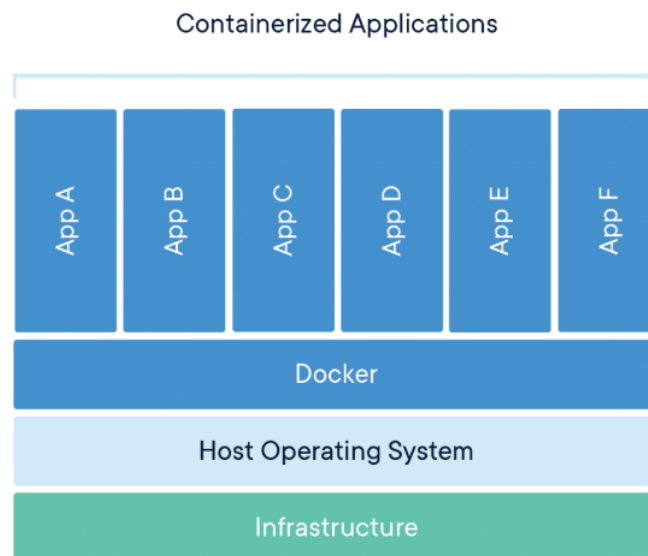 Containerized Applications
App A
App B
App C
App D
App E
App F
Docker
Host Operating System
Infrastructure